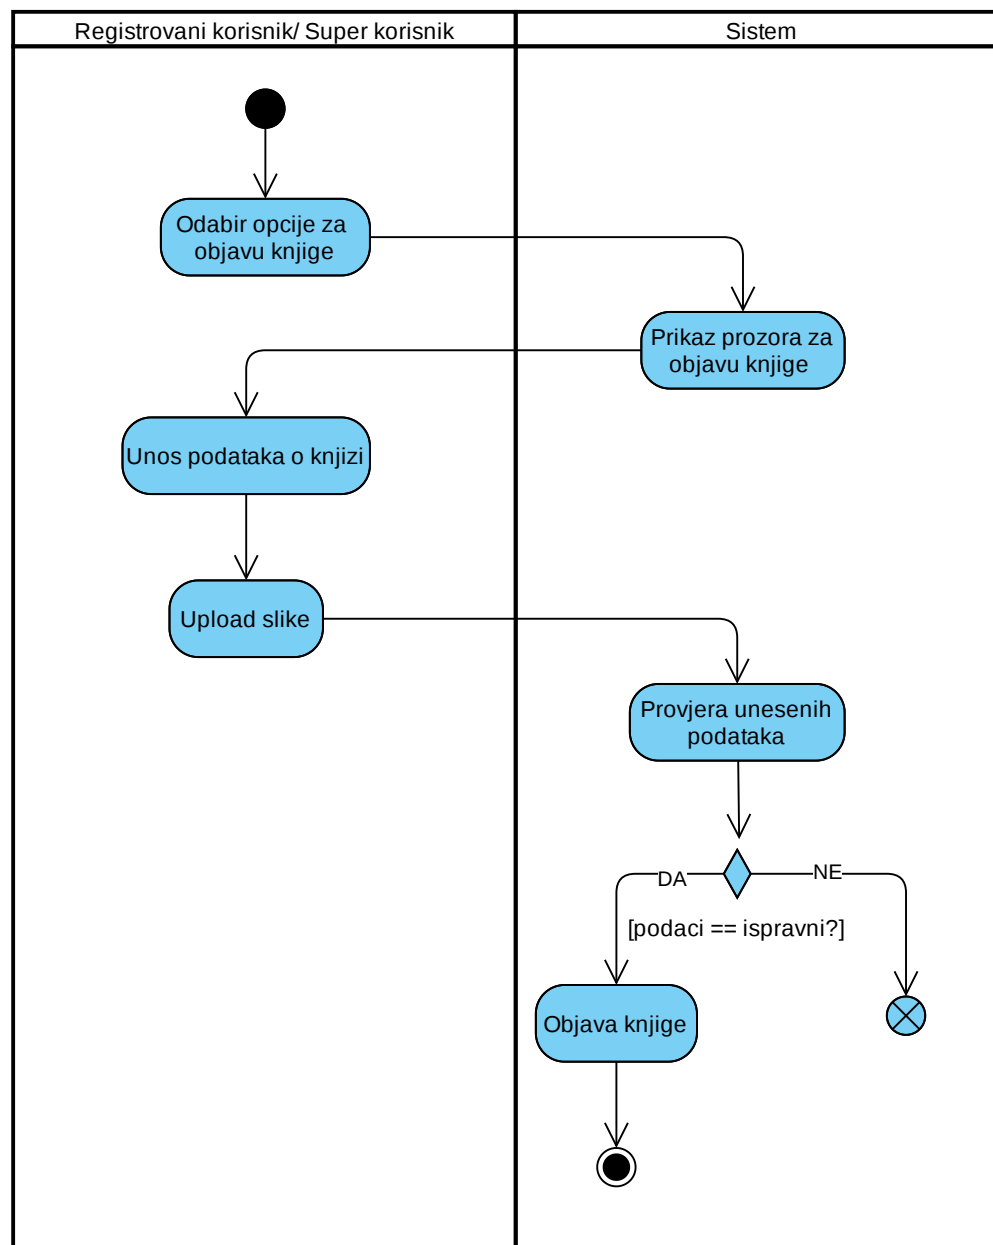 Registrovani korisnik/ Super korisnik
Sistem
Odabir opcije za
objavu knjige
Prikaz prozora za
objavu knjige
Unos podataka o knjizi
Upload slike
Provjera unesenih
podataka
DA
NE
[podaci == ispravni?]
Objava knjige